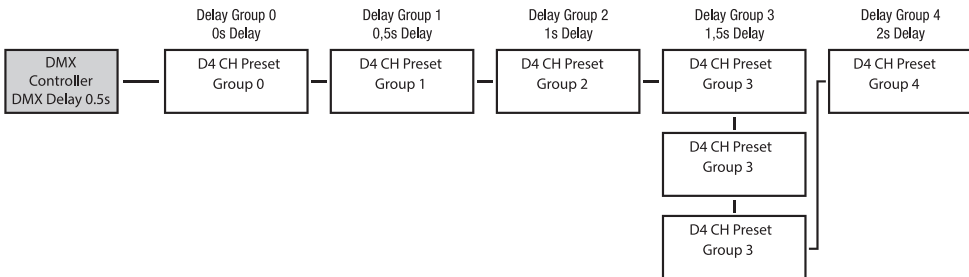 Delay Group 0
0s Delay
Delay Group 1
0,5s Delay
Delay Group 2
1s Delay
Delay Group 3
1,5s Delay
Delay Group 4
2s Delay
DMX
Controller
DMX Delay 0.5s
D4 CH Preset
Group 0
D4 CH Preset
Group 1
D4 CH Preset
Group 2
D4 CH Preset
Group 3
D4 CH Preset
Group 4
D4 CH Preset
Group 3
D4 CH Preset
Group 3